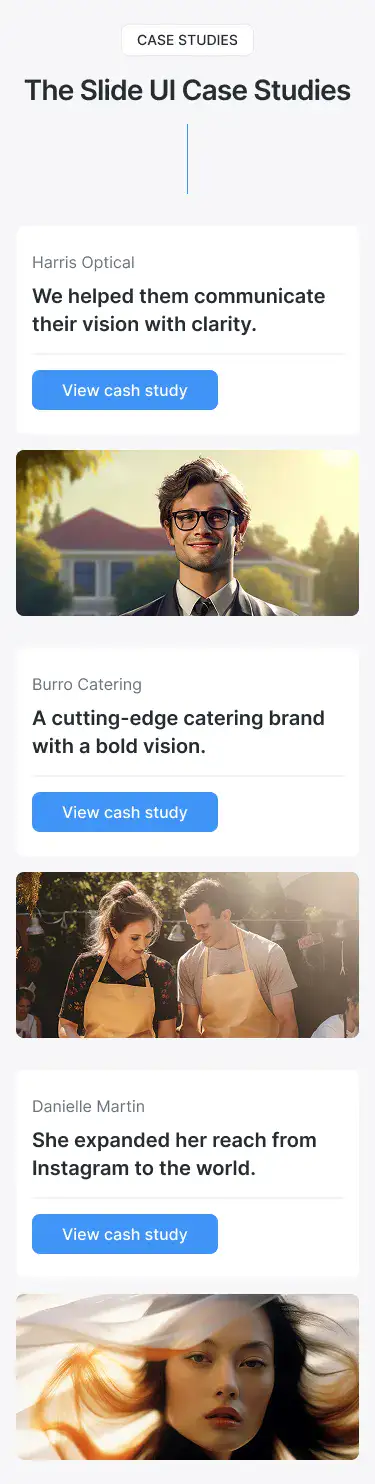 CASE STUDIES
The Slide UI Case Studies
Harris Optical
We helped them communicate
their vision with clarity.
View cash study
Burro Catering
A cutting-edge catering brand
with a bold vision.
View cash study
Danielle Martin
She expanded her reach from
Instagram to the world.
View cash study